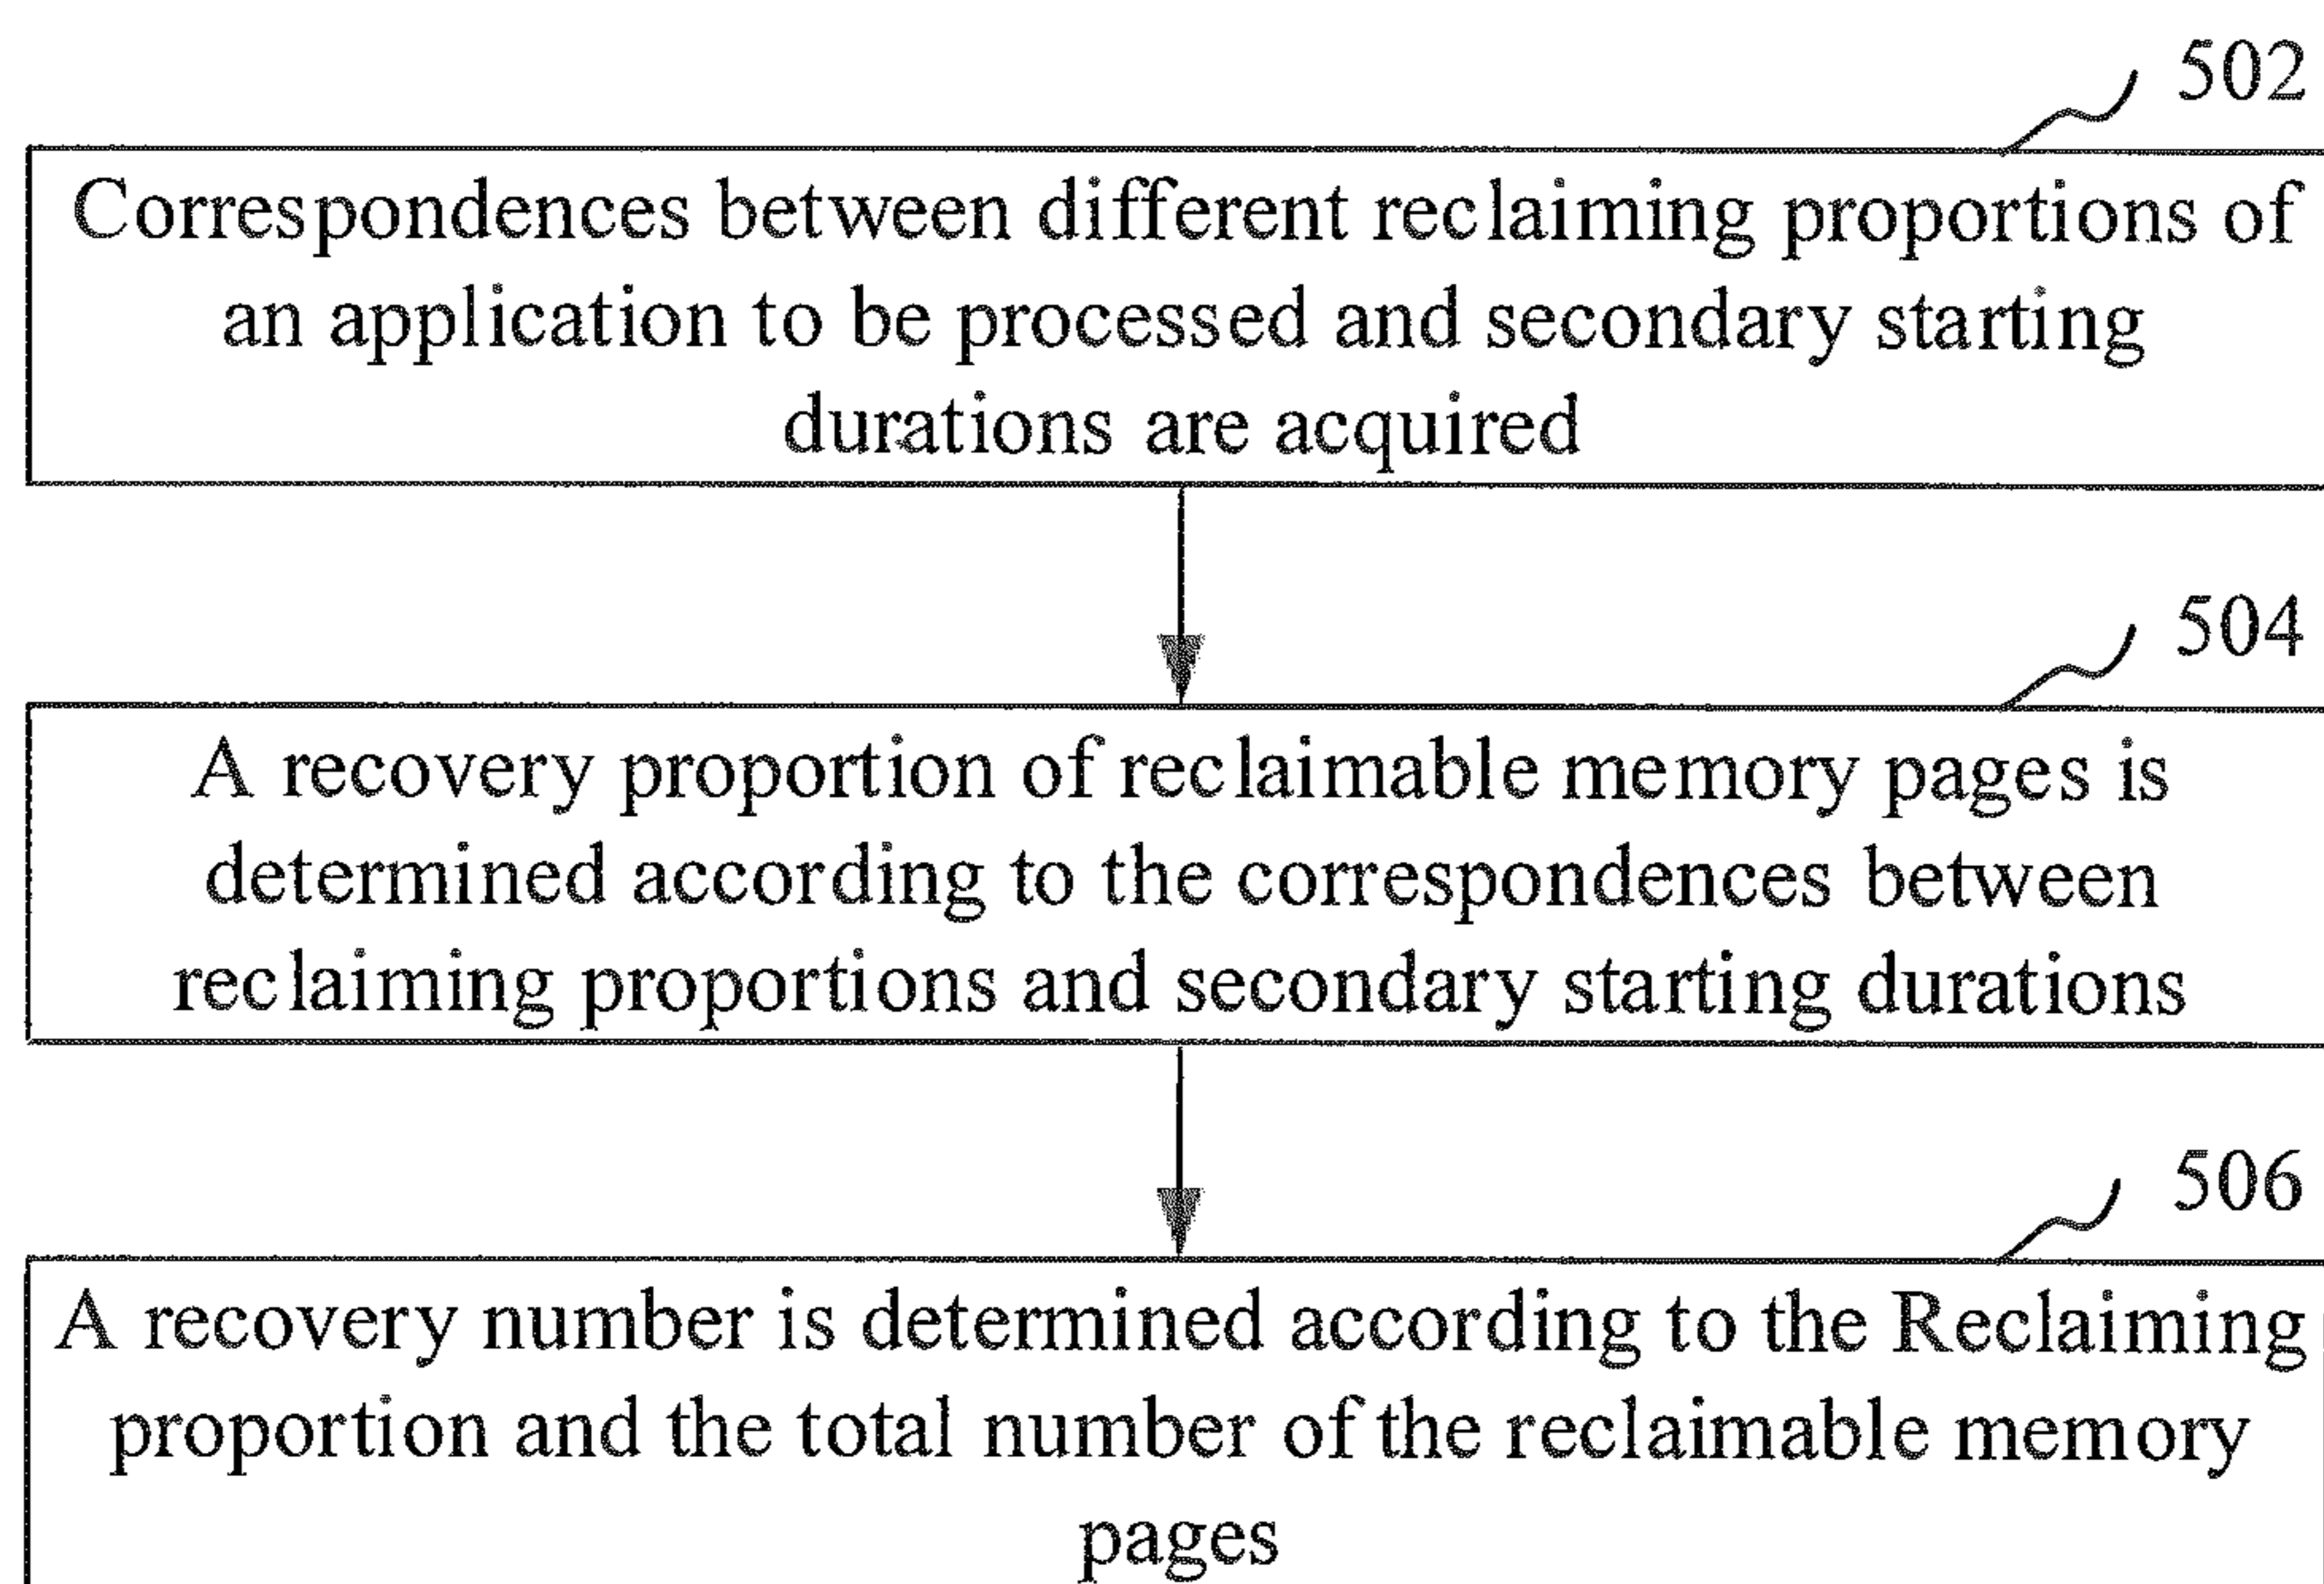 502
Correspondences between different reclaiming proportions of
an application to be processed and secondary starting
durations are acquired
504
A recovery proportion of reclaimable memory pages is
determined according to the correspondences between
reclaiming proportions and secondary starting durations
506
A recovery number is determined according to the Reclaiming
proportion and the total number of the reclaimable memory
pages